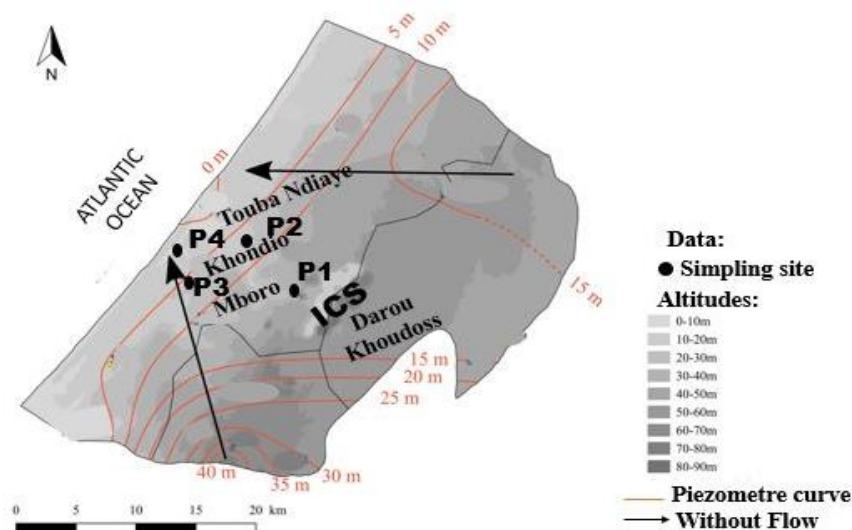 N
5 m
10 m
ATLANTIC
OCEAN
0 m
Touba Ndiaye
P4
P2
Khondio
P3
P1
Mboro
ICS
Darou
Khoudoss
15 m
15 m
20 m
25 m
30 m
35 m
40 m
Data:
Simpling site
Altitudes:
0-10m
10-20m
20-30m
30-40m
40-50m
50-60m
60-70m
70-80m
80-90m
Piezometre curve
Without Flow
0 5 10 15 20 km